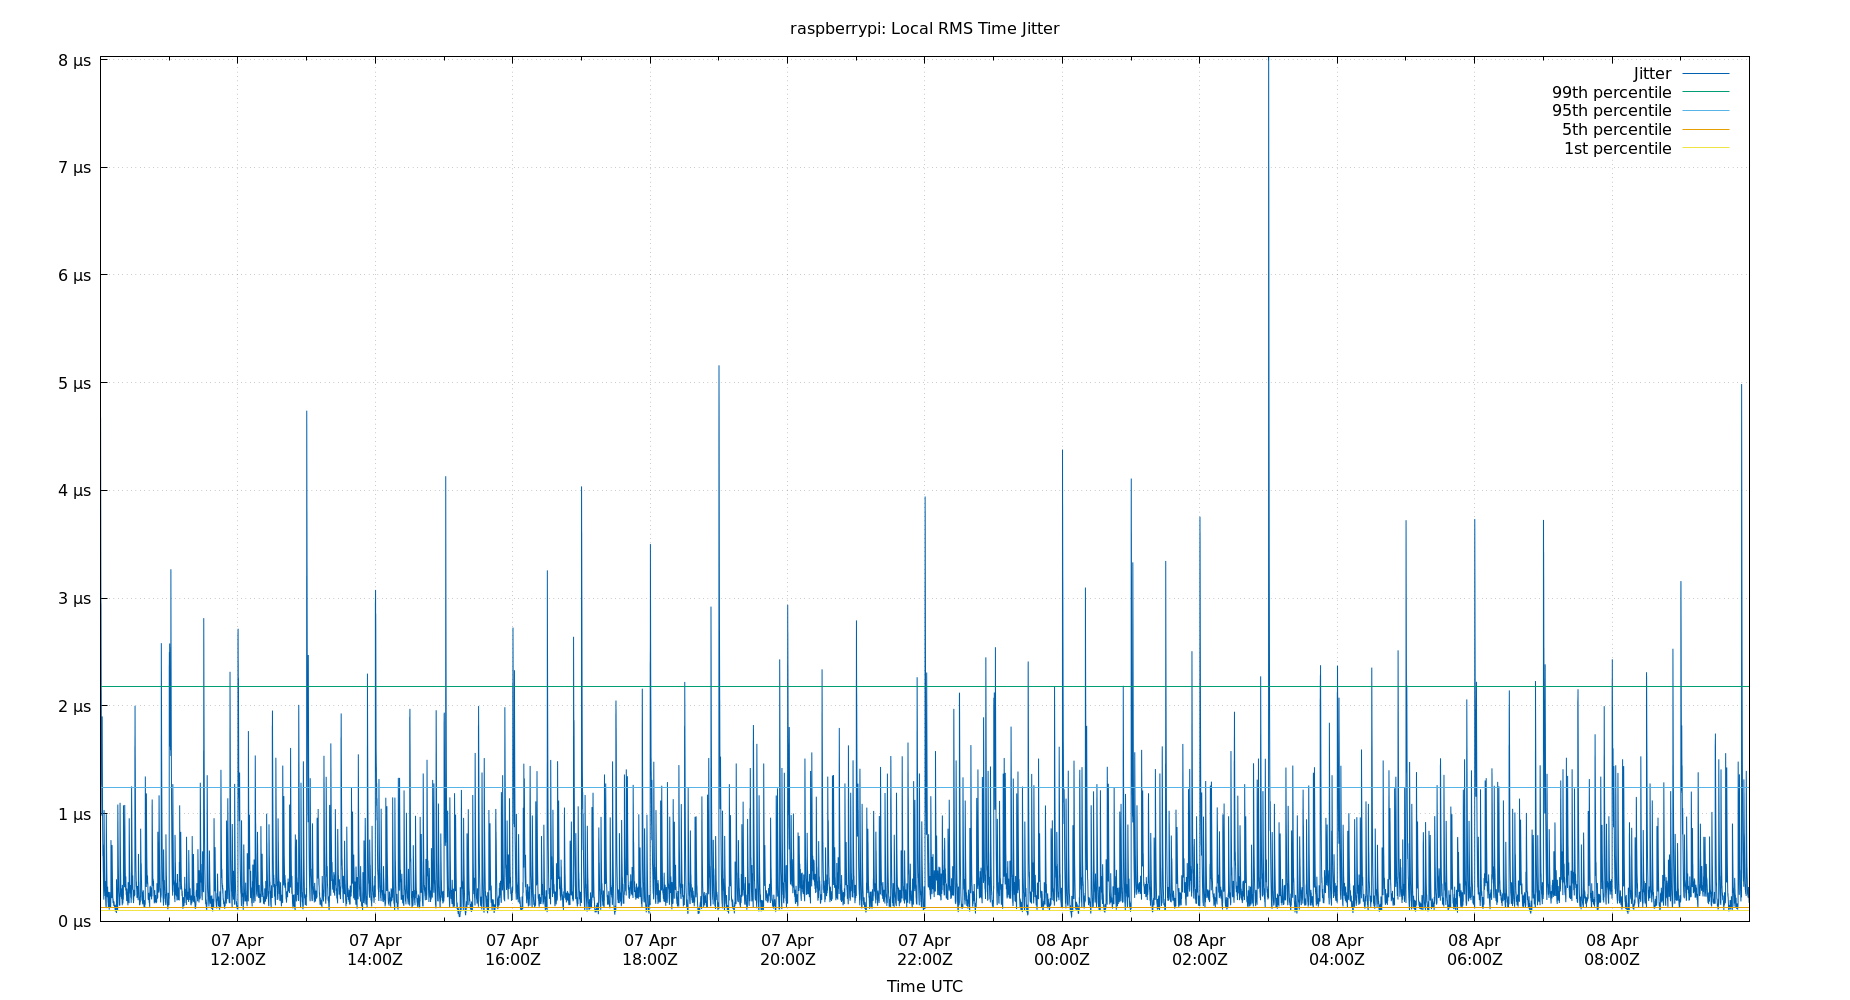 raspberrypi: Local RMS Time Jitter
8 µs
7 µs
6 µs
5 µs
4 µs
3 µs
2 µs
1 µs
0 µs
Jitter
99th percentile
95th percentile
5th percentile
1st percentile
07 Apr 07 Apr 07 Apr 07 Apr 07 Apr 07 Apr 08 Apr 08 Apr 08 Apr 08 Apr 08 Apr
12:00Z 14:00Z 16:00Z 18:00Z 20:00Z 22:00Z 00:00Z 02:00Z 04:00Z 06:00Z 08:00Z
Time UTC